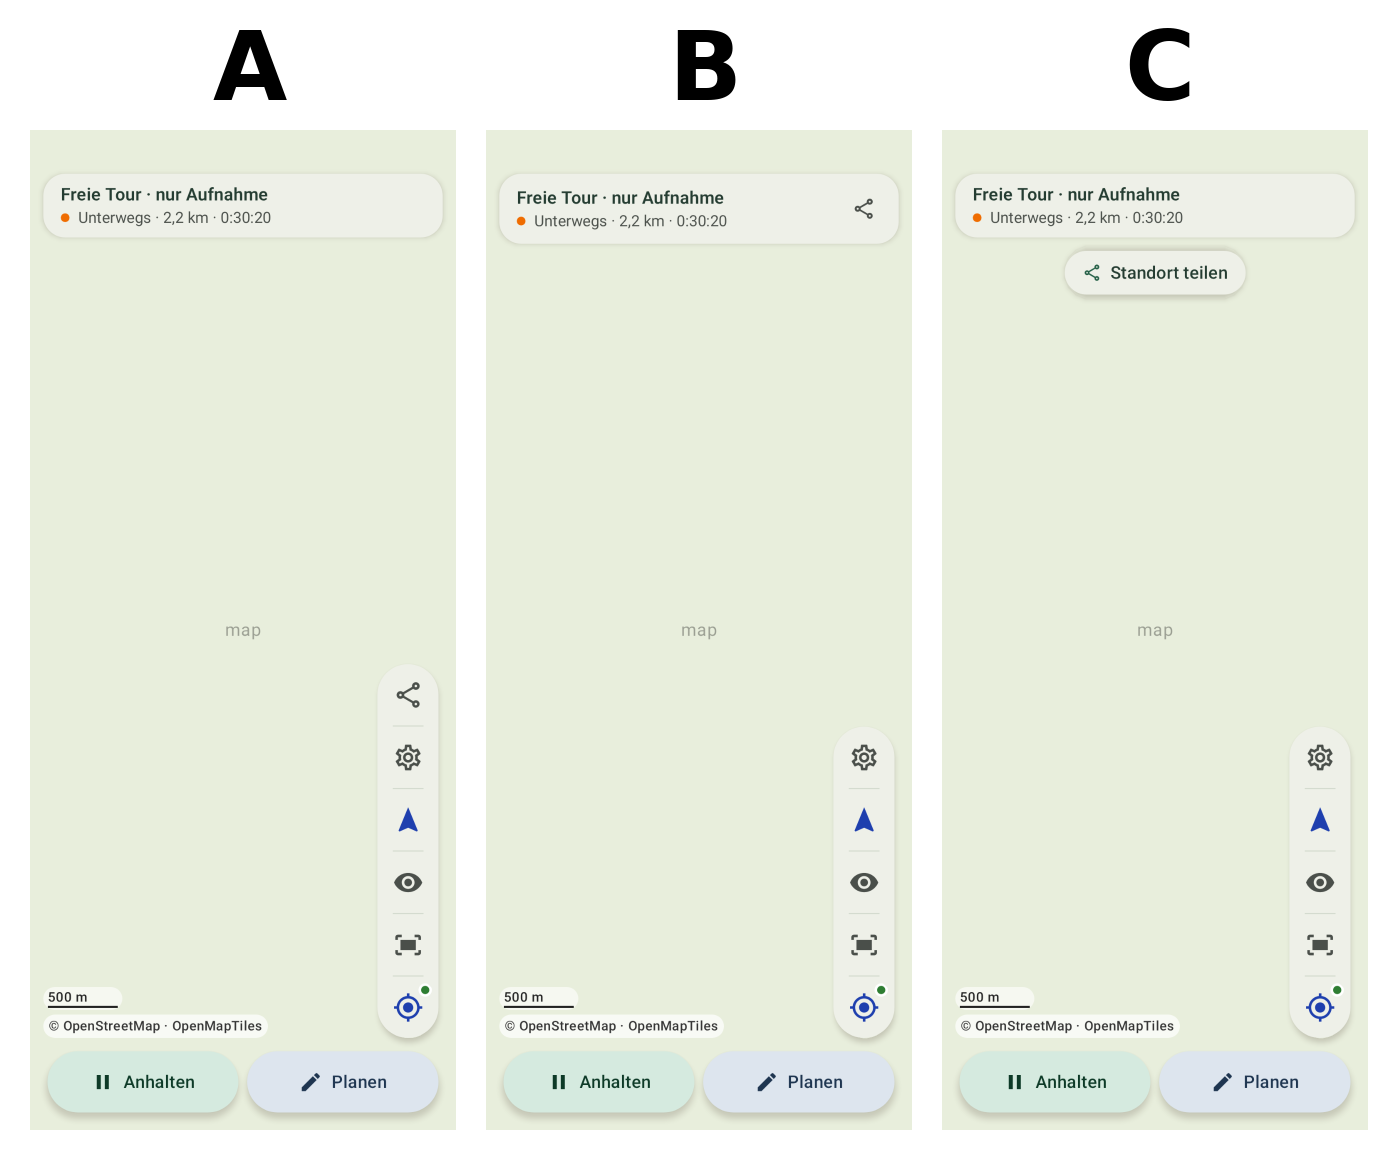 A
B
C
Freie Tour · nur Aufnahme
Unterwegs · 2,2 km · 0:30:20
map
500 m
© OpenStreetMap · OpenMapTiles
Anhalten
Planen
Freie Tour · nur Aufnahme
Unterwegs · 2,2 km · 0:30:20
map
500 m
© OpenStreetMap · OpenMapTiles
Anhalten
Planen
Freie Tour · nur Aufnahme
Unterwegs · 2,2 km · 0:30:20
Standort teilen
map
500 m
© OpenStreetMap · OpenMapTiles
Anhalten
Planen